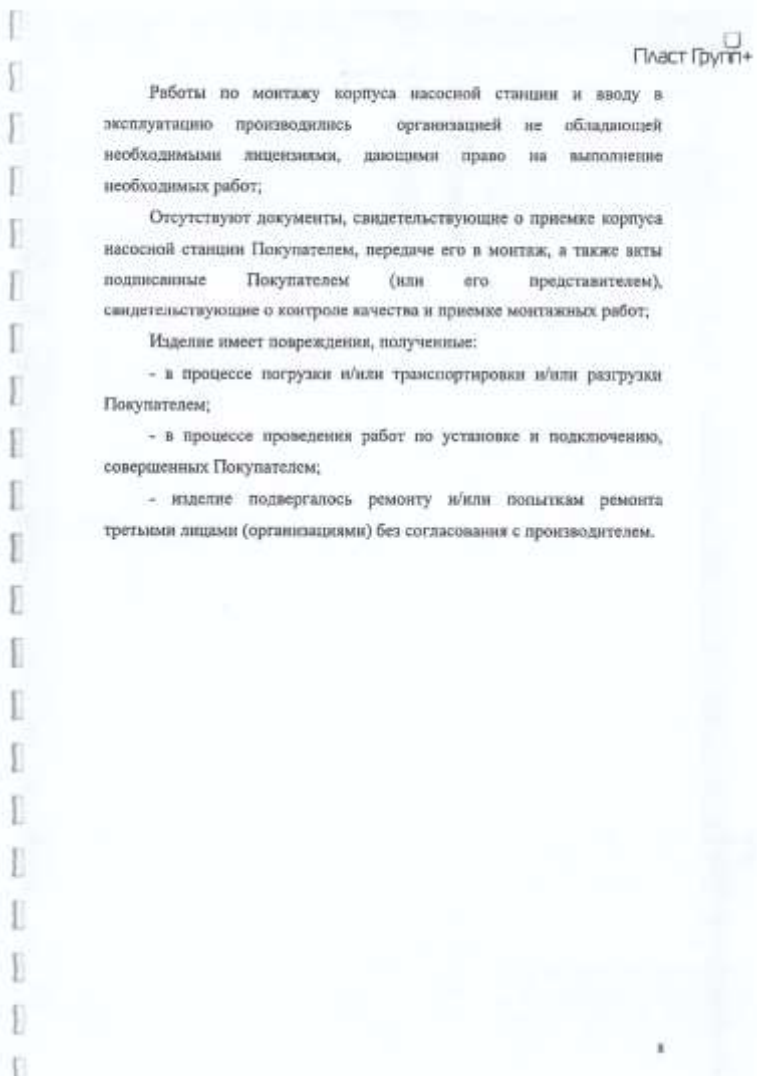 Пласт Групп+
Работы по монтажу корпуса насосной станции и вводу в
эксплуатацию производились организацией не обладающей
необходимыми лицензиями, дающими право на выполнение
необходимых работ;
Отсутствуют документы, свидетельствующие о приемке корпуса
насосной станции Покупателем, передаче его в монтаж, а также акты
подписанные Покупателем (или его представителем),
свидетельствующие о контроле качества и приемке монтажных работ;
Изделие имеет повреждения, полученные:
- в процессе погрузки и/или транспортировки и/или разгрузки
Покупателем;
- в процессе проведения работ по установке и подключению,
совершенных Покупателем;
- изделие подвергалось ремонту и/или попыткам ремонта
третьими лицами (организациями) без согласования с производителем.
8